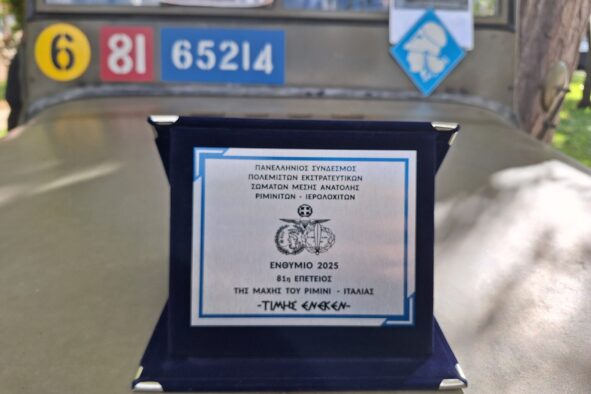 6
81
65214
ΠΑΝΕΛΛΗΝΙΟΣ ΣΥΝΔΕΣΜΟΣ
ΠΟΛΕΜΙΣΤΩΝ ΕΚΣΤΡΑΤΕΥΤΙΚΩΝ
ΣΩΜΑΤΩΝ ΜΕΣΗΣ ΑΝΑΤΟΛΗΣ
ΡΙΜΙΝΙΤΩΝ - ΙΕΡΟΛΟΧΙΤΩΝ
ΕΝΘΥΜΙΟ 2025
81η ΕΠΕΤΕΙΟΣ
ΤΗΣ ΜΑΧΗΣ ΤΟΥ ΡΙΜΙΝΙ - ΙΤΑΛΙΑΣ
-ΤΙΜΗΣ ΕΝΕΚΕΝ-